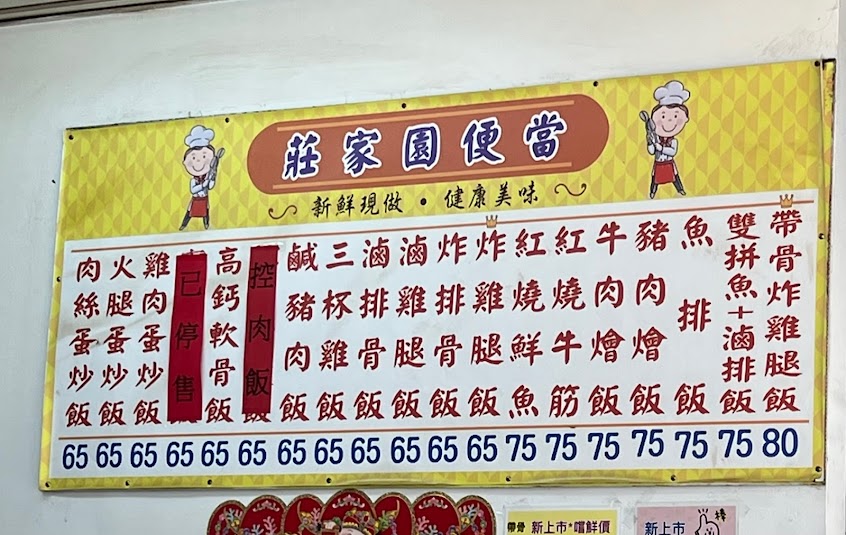 莊家園便當
新鮮現做・健康美味
帶骨炸雞腿飯
雙拼魚+滷排飯
魚排飯
豬肉燴飯
牛肉燴飯
紅燒牛筋
紅燒鮮魚
炸雞腿飯
炸排骨飯
滷雞腿飯
滷排骨飯
三杯雞飯
鹹豬肉飯
控肉飯
高鈣軟骨飯
已停售
雞肉蛋炒飯
火腿蛋炒飯
肉絲蛋炒飯
65 65 65 65 65 65 65 65 65 65 65 65 75 75 75 75 75 75 80
帶骨 新上市*嚐鮮價
新上市